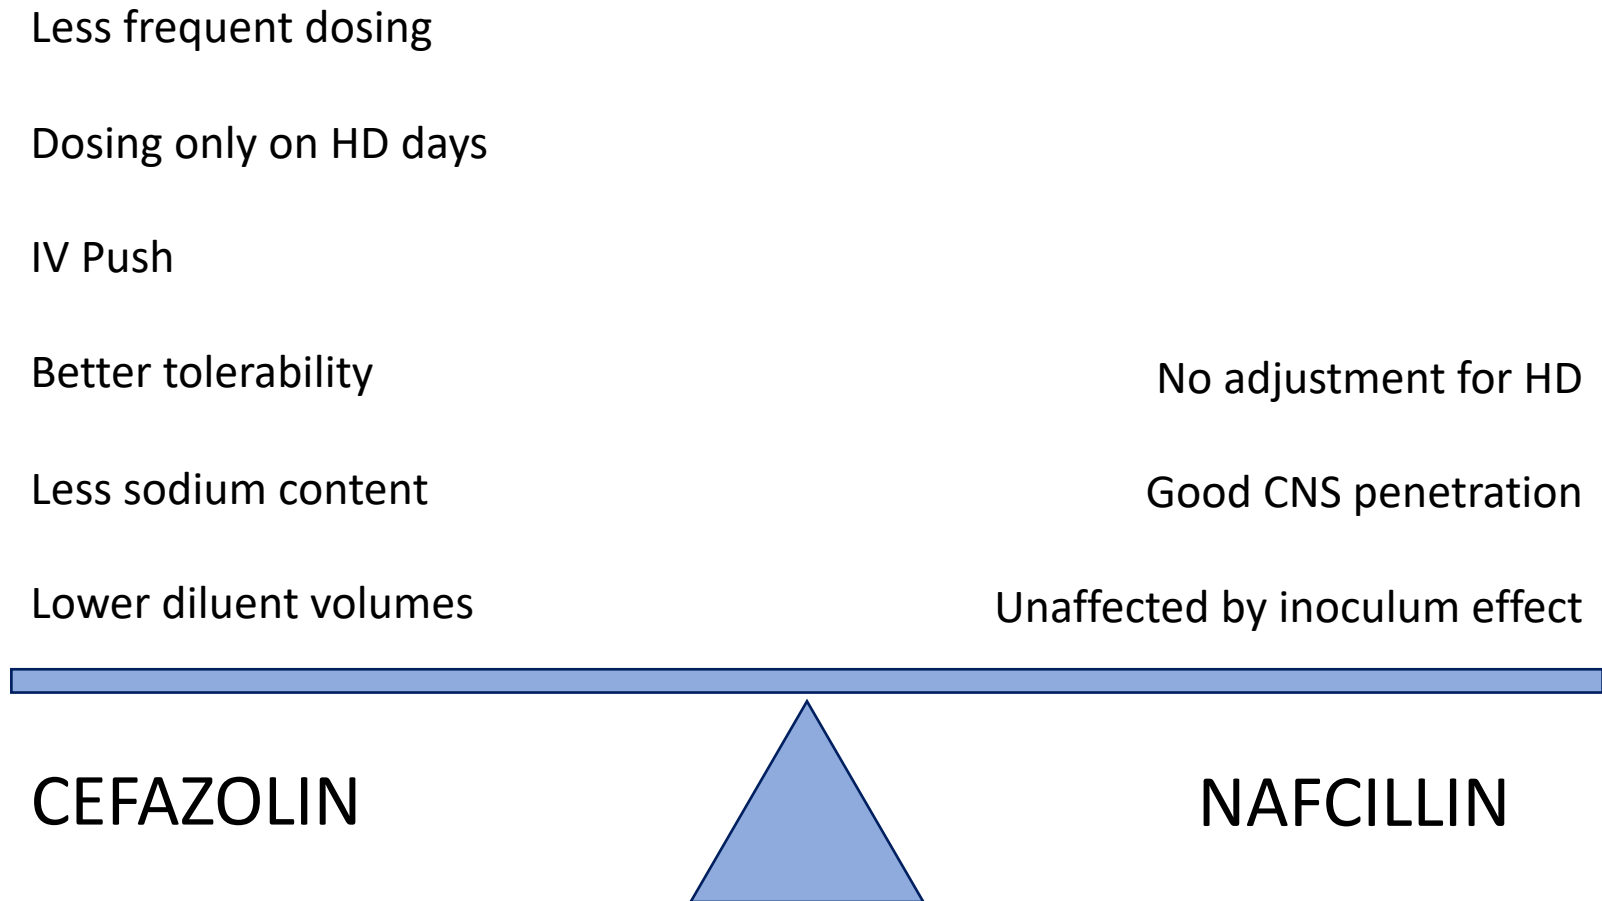 Less frequent dosing
Dosing only on HD days
IV Push
Better tolerability
Less sodium content
Lower diluent volumes
No adjustment for HD
Good CNS penetration
Unaffected by inoculum effect
CEFAZOLIN
NAFCILLIN